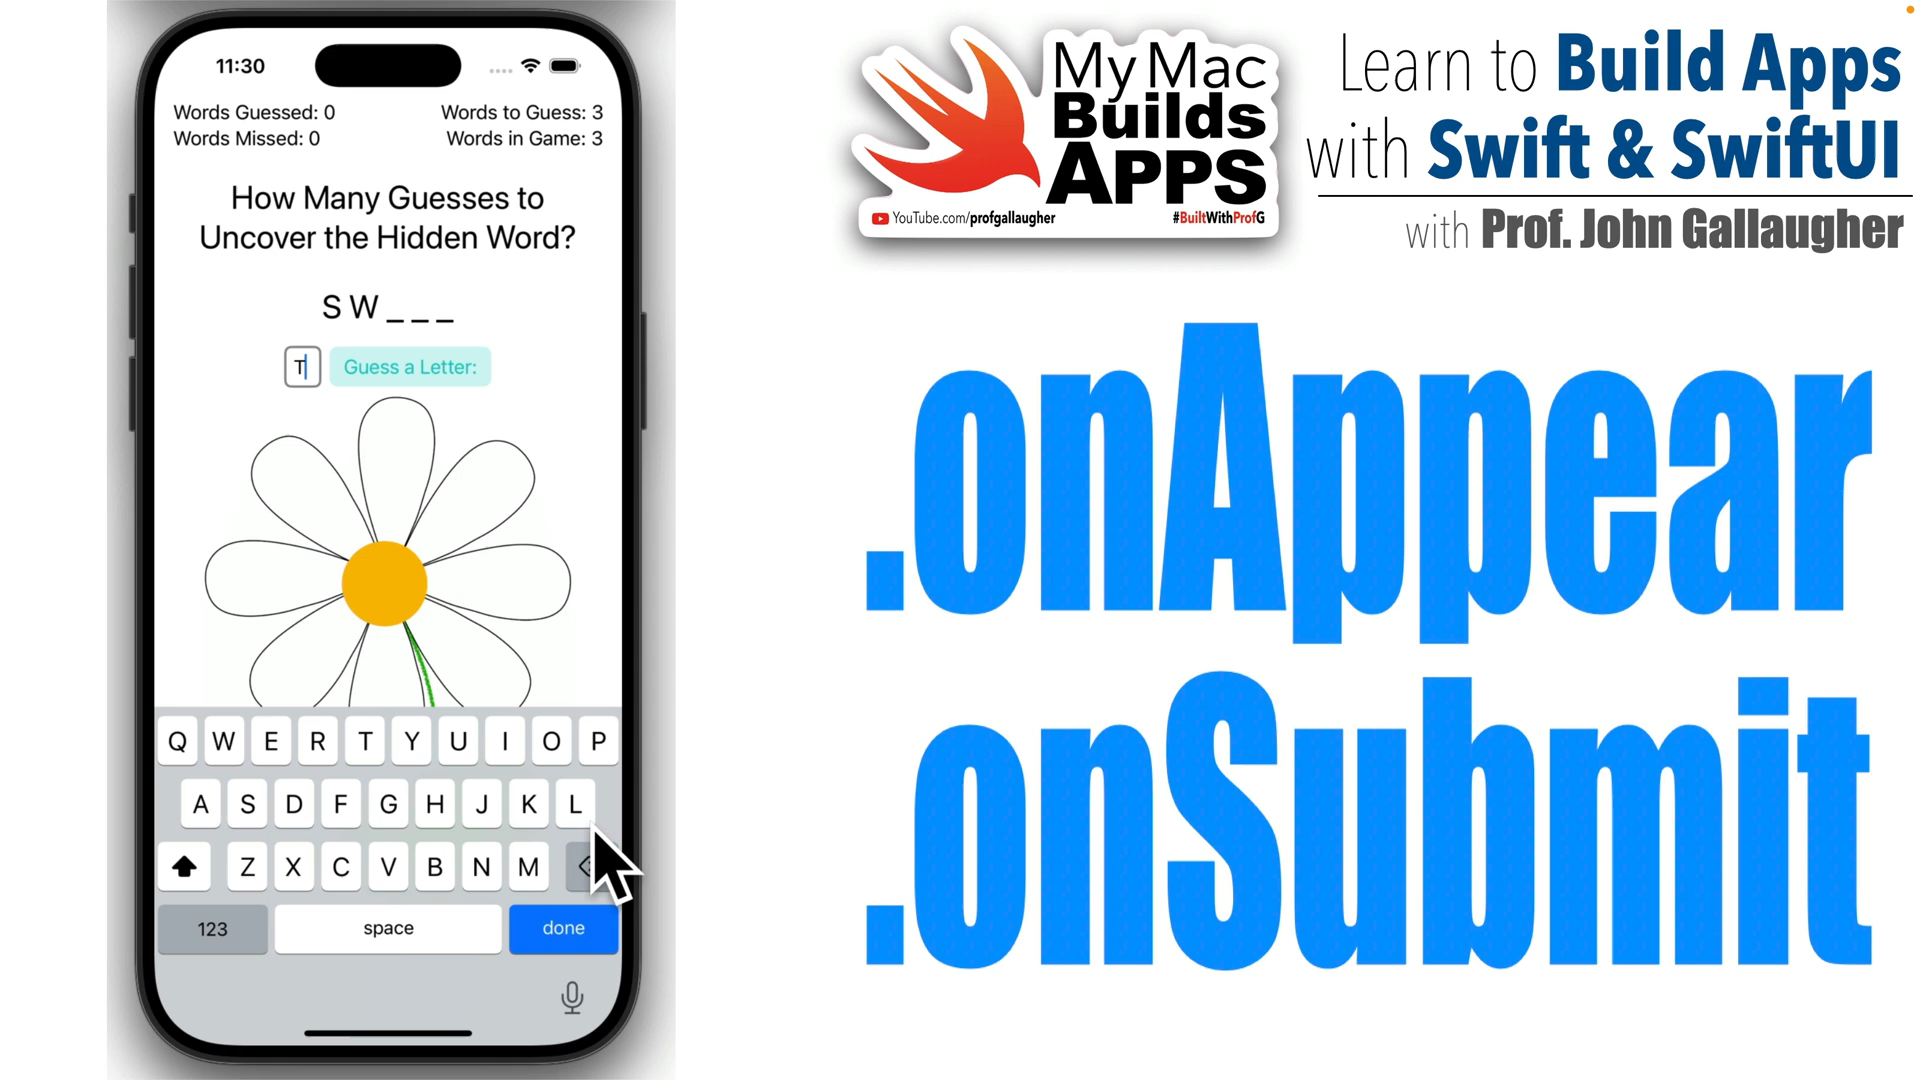 11:30
Words Guessed: 0
Words to Guess: 3
Words Missed: 0
Words in Game: 3
How Many Guesses to
Uncover the Hidden Word?
S W _ _ _
T
Guess a Letter:
Q W E R T Y U I O P
A S D F G H J K L
Z X C V B N M
123
space
done
My Mac
Builds
APPS
YouTube.com/profgallaugher
#BuiltWithProfG
Learn to Build Apps
with Swift & SwiftUI
with Prof. John Gallaugher
.onAppear
.onSubmit